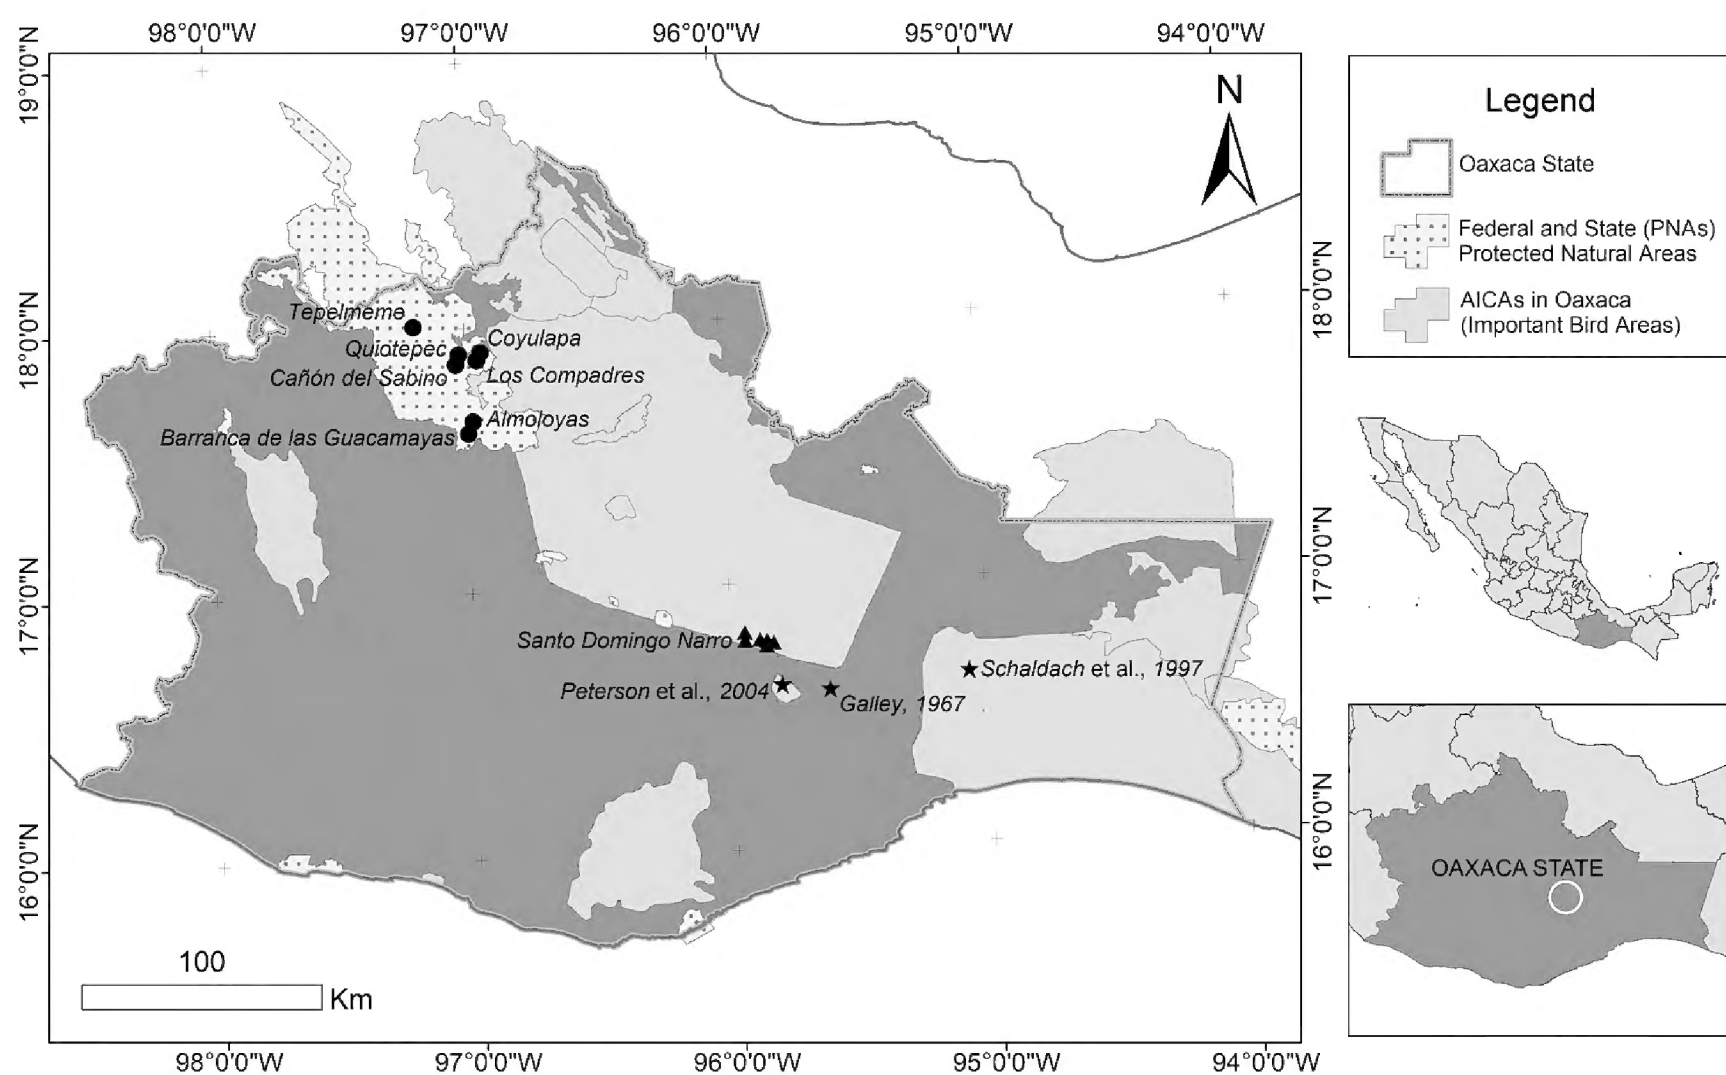 98°0'0"W 97°0'0"W 96°0'0"W 95°0'0"W 94°0'0"W
19°0'0"N
18°0'0"N
17°0'0"N
16°0'0"N
N
Tepelmeme
Quiotepec
Coyulapa
Cañón del Sabino
Los Compadres
Almoloyas
Barranca de las Guacamayas
Santo Domingo Narro
Schaldach et al., 1997
Peterson et al., 2004
Galley, 1967
100
Km
18°0'0"N
17°0'0"N
16°0'0"N
98°0'0"W 97°0'0"W 96°0'0"W 95°0'0"W 94°0'0"W
Legend
Oaxaca State
Federal and State (PNAs)
Protected Natural Areas
AICAs in Oaxaca
(Important Bird Areas)
OAXACA STATE